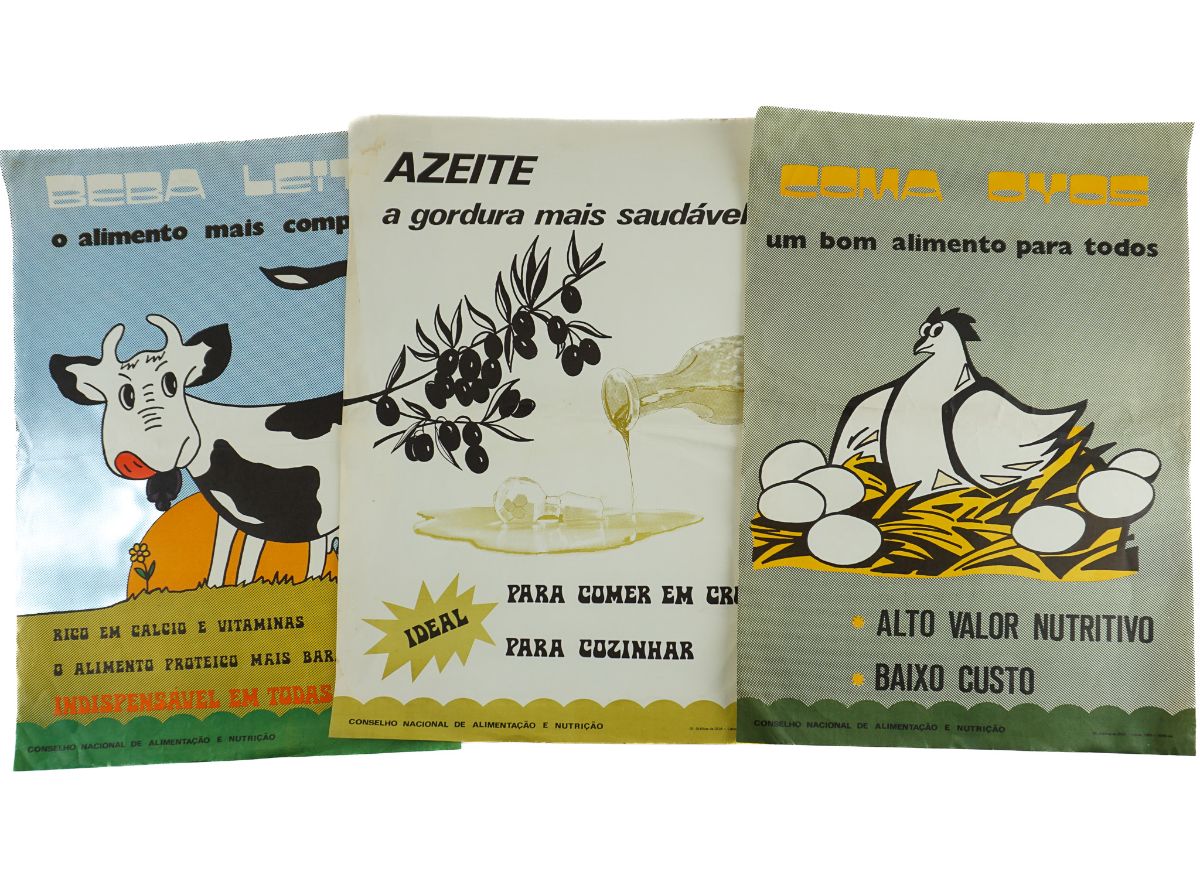 BEBA LEIT
o alimento mais comp
RICO EM CALCIO E VITAMINAS
O ALIMENTO PROTEICO MAIS BAR
INDISPENSAVEL EM TODAS
CONSELHO NACIONAL DE ALIMENTAÇÃO E NUTRIÇÃO
AZEITE
a gordura mais saudável
IDEAL
PARA COMER EM CRU
PARA COZINHAR
CONSELHO NACIONAL DE ALIMENTAÇÃO E NUTRIÇÃO
COMA OVOS
um bom alimento para todos
* ALTO VALOR NUTRITIVO
* BAIXO CUSTO
CONSELHO NACIONAL DE ALIMENTAÇÃO E NUTRIÇÃO